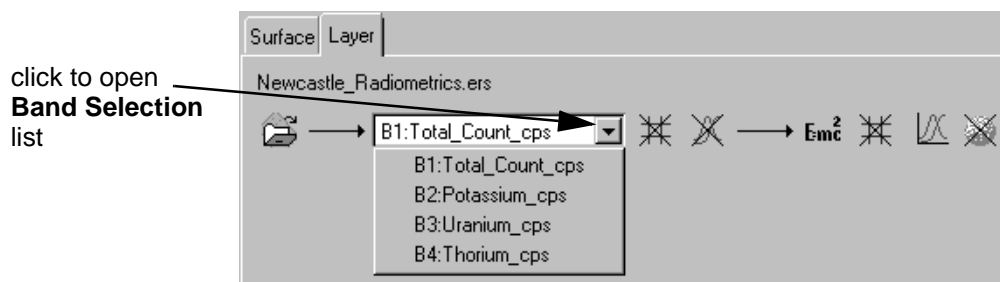 Surface Layer
click to open
Band Selection
list
Newcastle_Radiometrics.ers
B1:Total_Count_cps
Emc²
B1:Total_Count_cps
B2:Potassium_cps
B3:Uranium_cps
B4:Thorium_cps